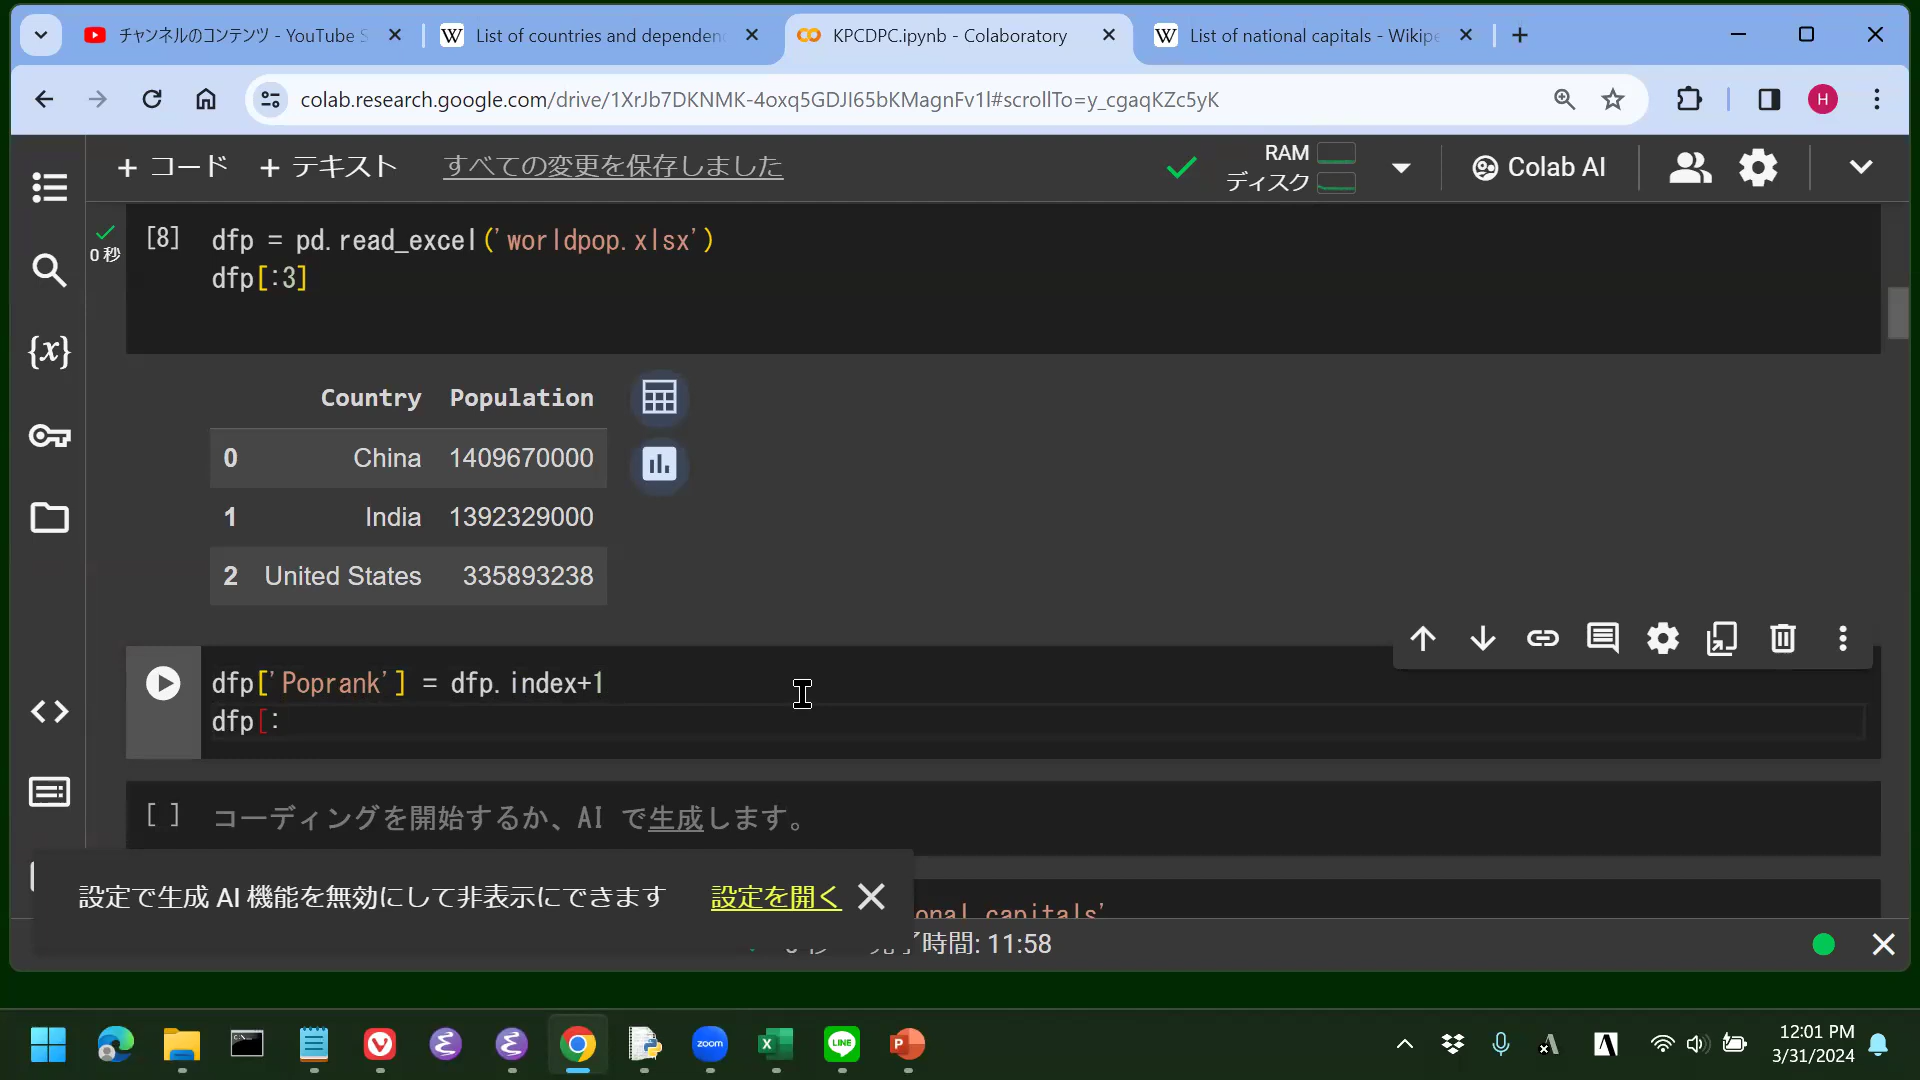 チャンネルのコンテンツ - YouTube S
List of countries and dependen
KPCDPC.ipynb - Colaboratory
List of national capitals - Wikipe
colab.research.google.com/drive/1XrJb7DKNMK-4oxq5GDJI65bKMagnFv1l#scrollTo=y_cgaqKZc5yK
H
+ コード + テキスト すべての変更を保存しました
RAM
ディスク
Colab AI
[8] dfp = pd.read_excel('worldpop.xlsx')
0 秒
dfp[:3]
{x}
Country Population
0 China 1409670000
1 India 1392329000
2 United States 335893238
dfp['Poprank'] = dfp.index+1
dfp[:
[ ] コーディングを開始するか、AI で生成します。
設定で生成 AI 機能を無効にして非表示にできます 設定を開く
onal capitals'
時間: 11:58
zoom
LINE
12:01 PM
3/31/2024